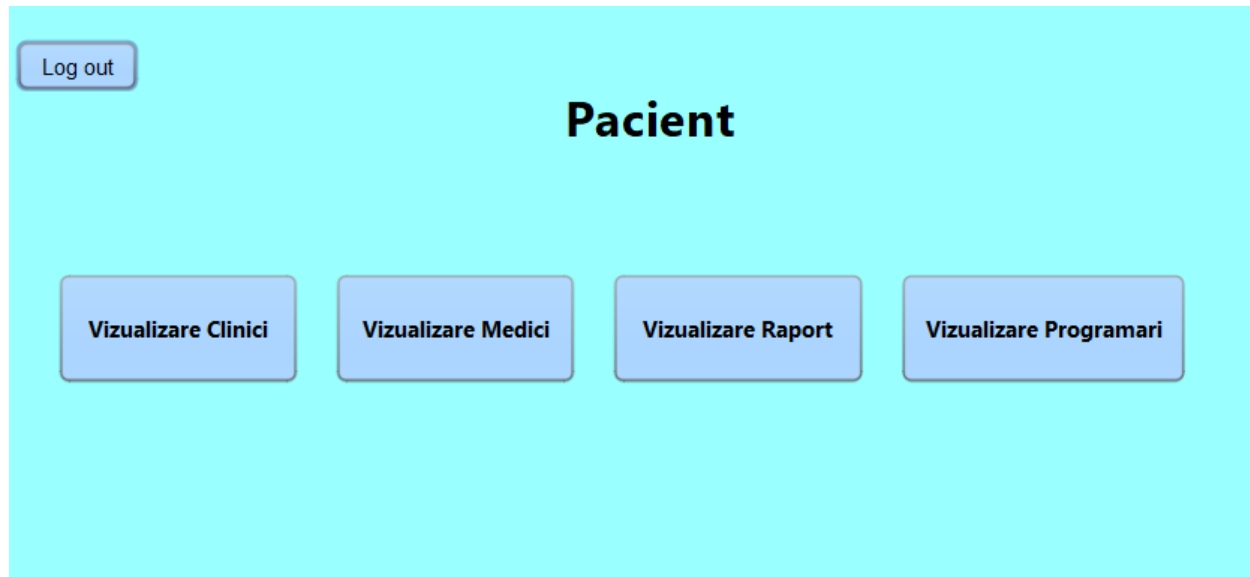 Log out
Pacient
Vizualizare Clinici
Vizualizare Medici
Vizualizare Raport
Vizualizare Programari